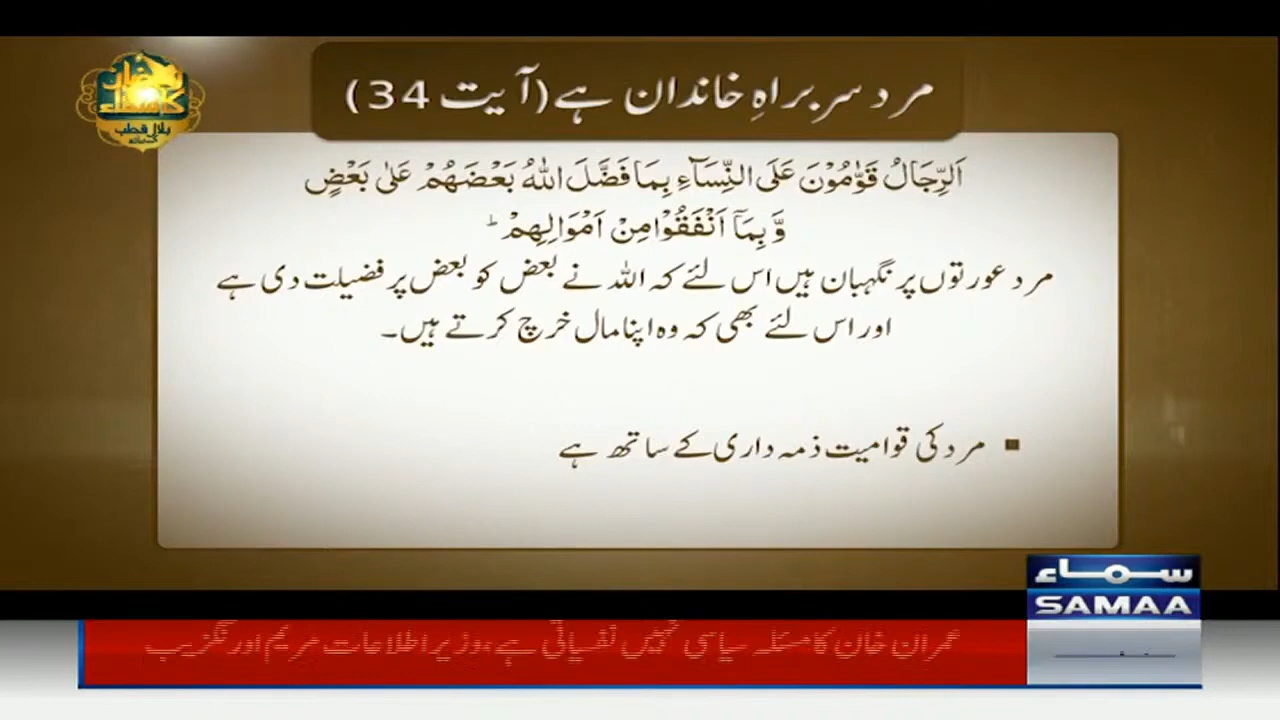 مرد سربراہِ خاندان ہے (آیت 34)
اَلرِّجَالُ قَوّٰمُوْنَ عَلَى النِّسَآءِ بِمَا فَضَّلَ اللّٰهُ بَعْضَهُمْ عَلٰى بَعْضٍ
وَّ بِمَآ اَنْفَقُوْا مِنْ اَمْوَالِهِمْ ؕ
مرد عورتوں پر نگہبان ہیں اس لئے کہ اللہ نے بعض کو بعض پر فضیلت دی ہے
اور اس لئے بھی کہ وہ اپنا مال خرچ کرتے ہیں۔
▪ مرد کی قوامیت ذمہ داری کے ساتھ ہے
بلال قطب
سماء
SAMAA
عمران خان کا مسئلہ سیاسی نہیں نفسیاتی ہے، وزیر اطلاعات مریم اورنگزیب